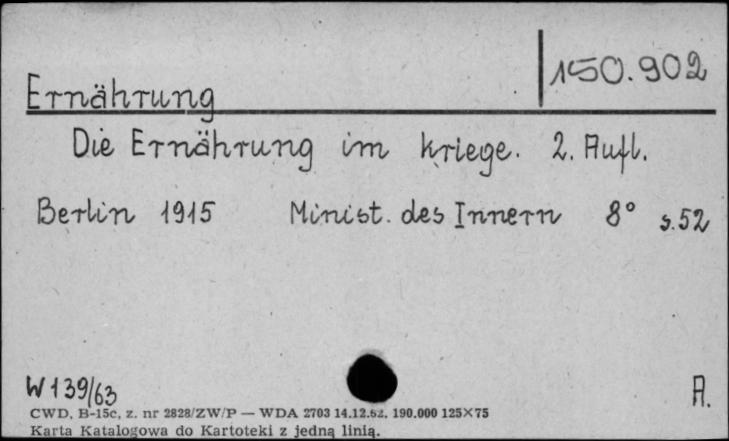 150.902
Ernährung
Die Ernährung im Kriege. 2. Aufl.
Berlin 1915 Minist. des Innern 8° s.52
W 139/63 A.
CWD, B-15c, z. nr 2828/ZW/P — WDA 2703 14.12.62. 190.000 125×75
Karta Katalogowa do Kartoteki z jedną linią.